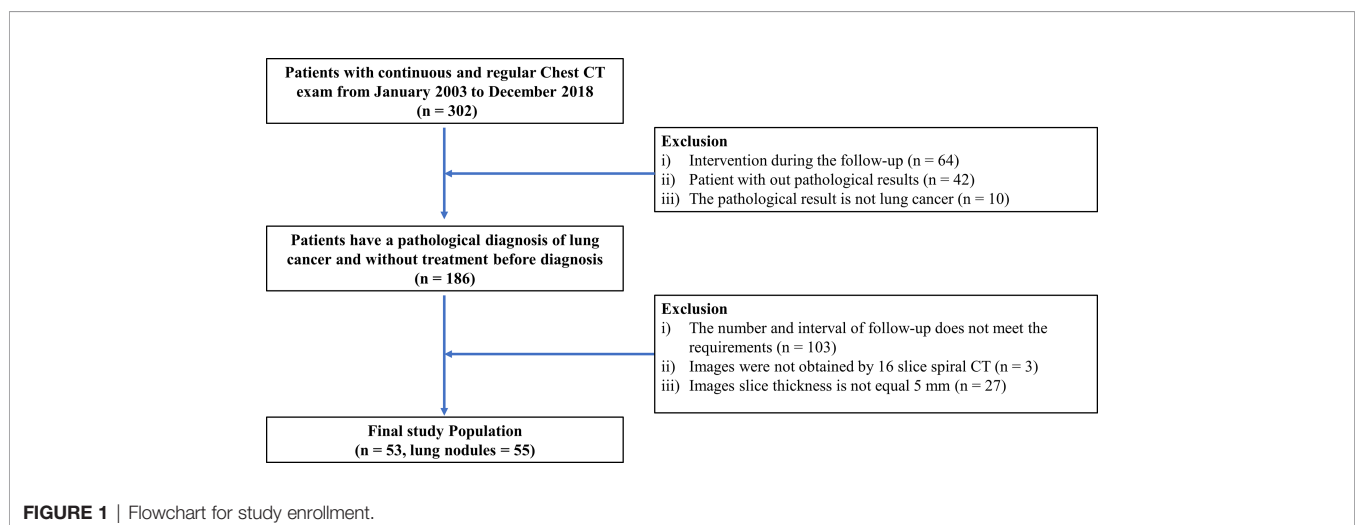 Patients with continuous and regular Chest CT
exam from January 2003 to December 2018
(n = 302)
Exclusion
i) Intervention during the follow-up (n = 64)
ii) Patient with out pathological results (n = 42)
iii) The pathological result is not lung cancer (n = 10)
Patients have a pathological diagnosis of lung
cancer and without treatment before diagnosis
(n = 186)
Exclusion
i) The number and interval of follow-up does not meet the
requirements (n = 103)
ii) Images were not obtained by 16 slice spiral CT (n = 3)
iii) Images slice thickness is not equal 5 mm (n = 27)
Final study Population
(n = 53, lung nodules = 55)
FIGURE 1 | Flowchart for study enrollment.